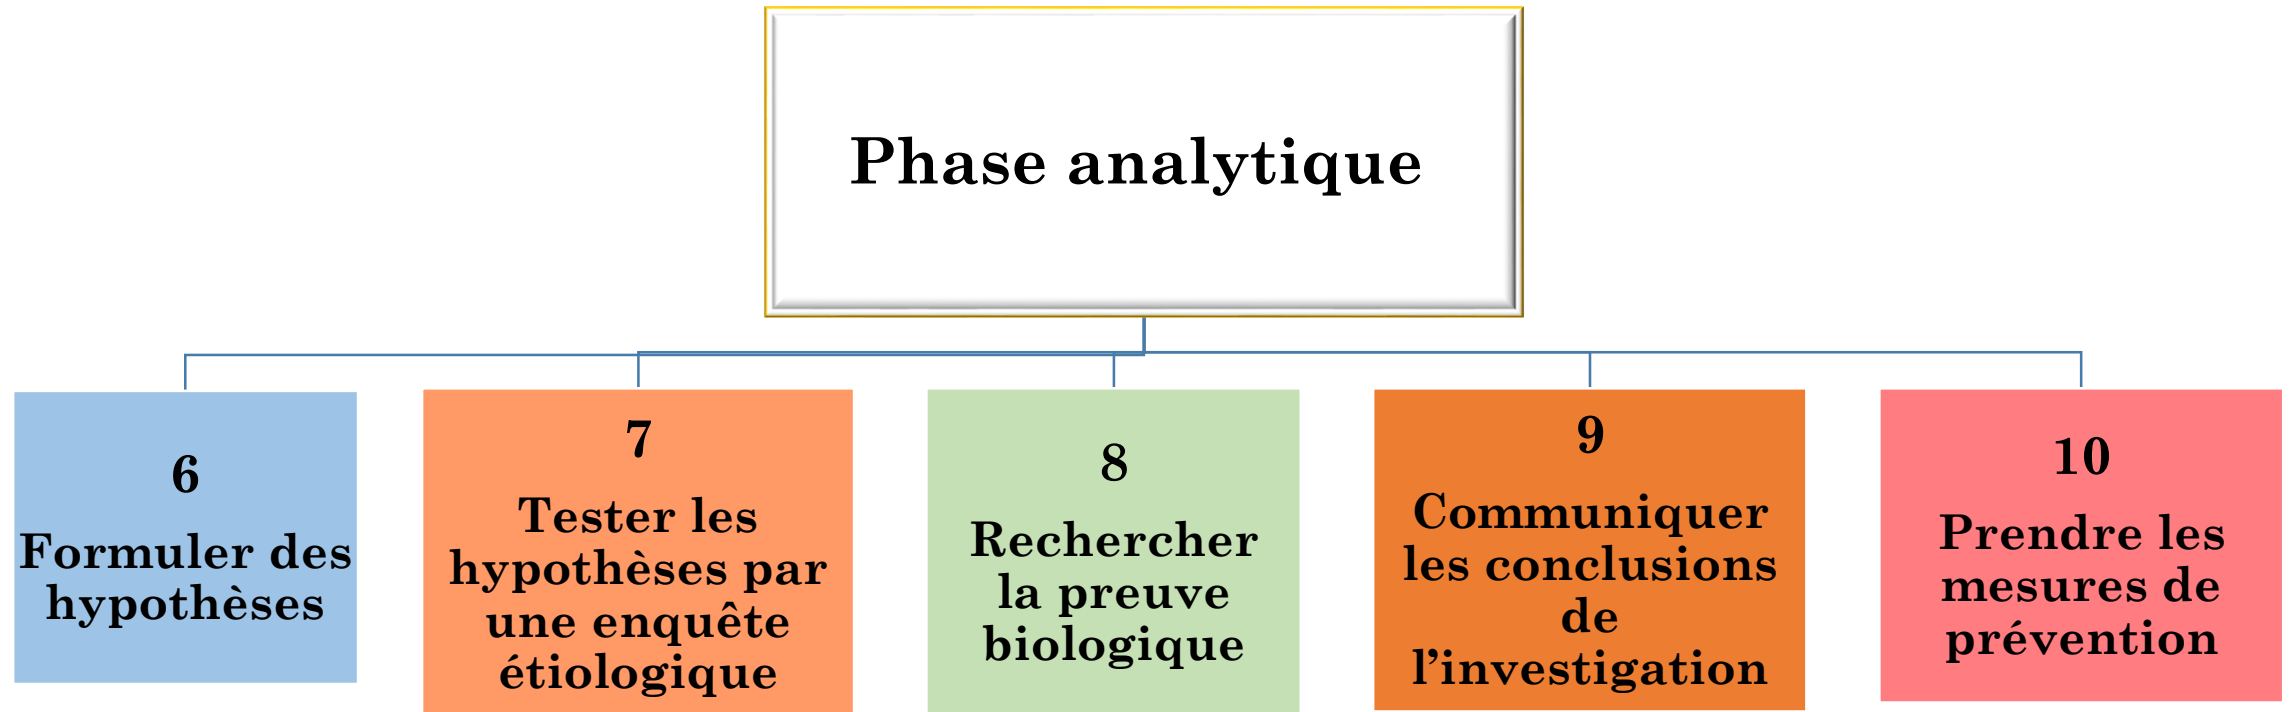 Phase analytique
6
Formuler des
hypothèses
7
Tester les
hypothèses par
une enquête
étiologique
8
Rechercher
la preuve
biologique
9
Communiquer
les conclusions
de
l’investigation
10
Prendre les
mesures de
prévention